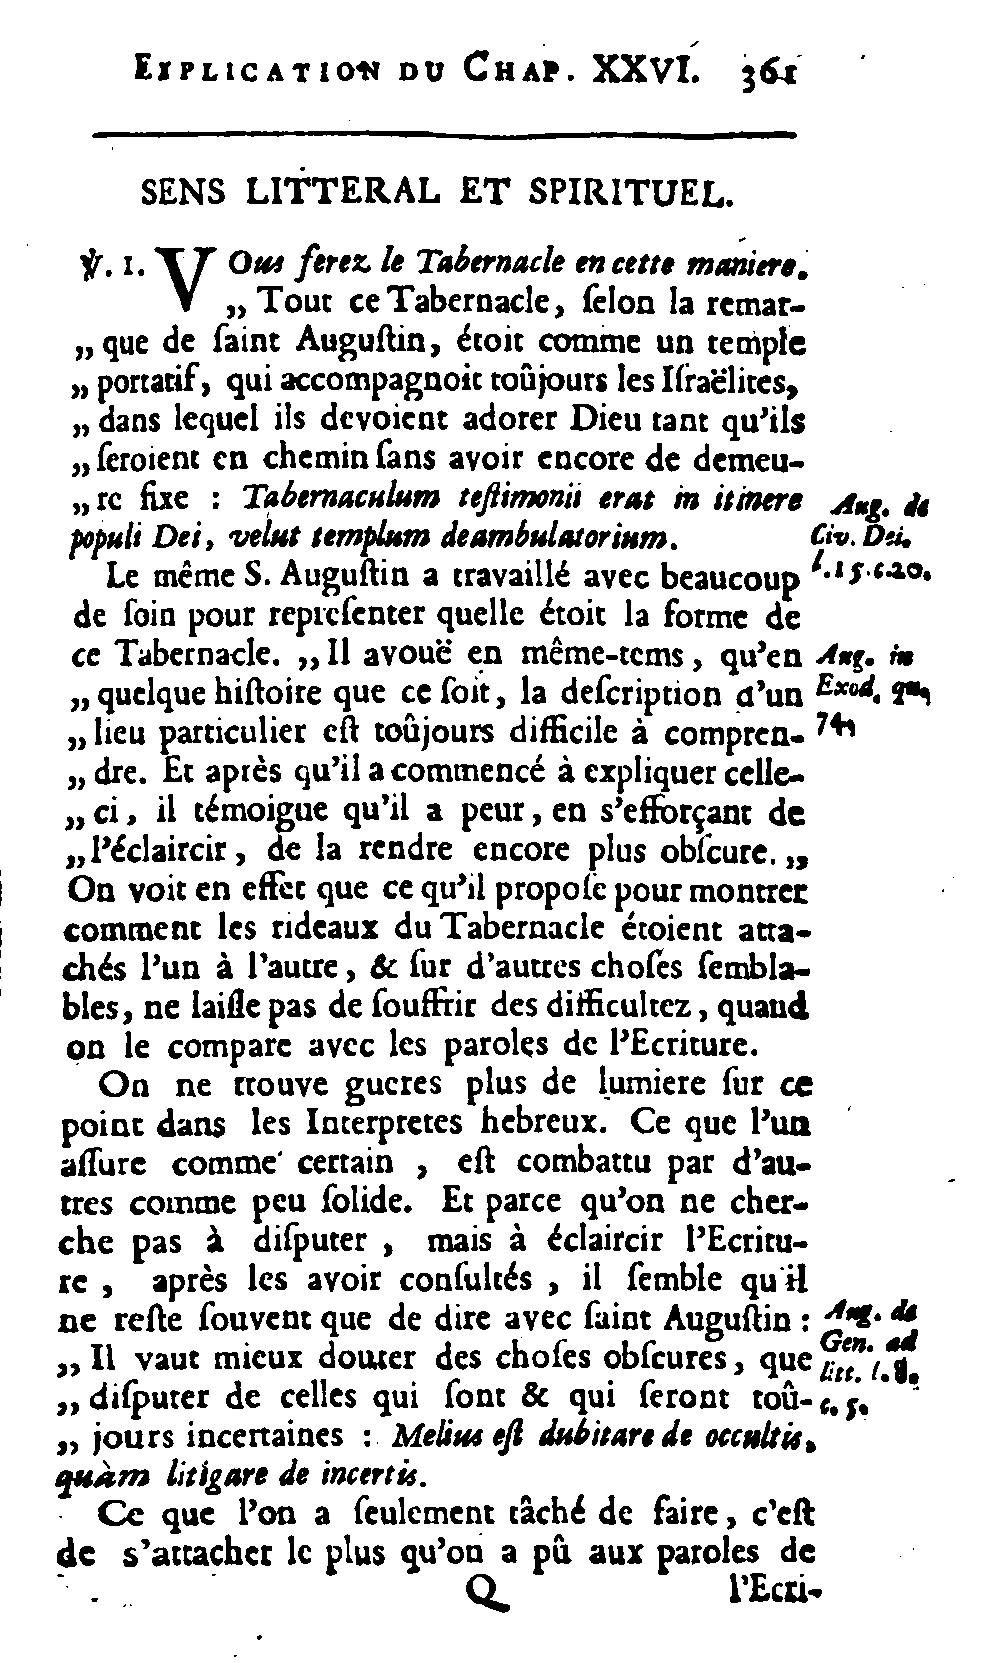 EXPLICATION DU CHAP. XXVI. 361
SENS LITTERAL ET SPIRITUEL.
℣. 1. VOus ferez le Tabernacle en cette maniere.
„ Tout ce Tabernacle, ſelon la remar-
„ que de ſaint Auguſtin, étoit comme un temple
„ portatif, qui accompagnoit toûjours les Iſraëlites,
„ dans lequel ils devoient adorer Dieu tant qu'ils
„ ſeroient en chemin ſans avoir encore de demeu-
„ re fixe : Tabernaculum teſtimonii erat in itinere
populi Dei, velut templum deambulatorium.
Aug. de
Civ. Dei.
l. 15. c. 20.
Le même S. Auguſtin a travaillé avec beaucoup
de ſoin pour repreſenter quelle étoit la forme de
ce Tabernacle. „ Il avouë en même-tems, qu'en
„ quelque hiſtoire que ce ſoit, la deſcription d'un
„ lieu particulier eſt toûjours difficile à compren-
„ dre. Et après qu'il a commencé à expliquer celle-
„ ci, il témoigue qu'il a peur, en s'efforçant de
„ l'éclaircir, de la rendre encore plus obſcure. „
Aug. in
Exod. qu.
On voit en effet que ce qu'il propoſe pour montrer
comment les rideaux du Tabernacle étoient atta-
chés l'un à l'autre, & ſur d'autres choſes ſembla-
bles, ne laiſſe pas de ſouffrir des difficultez, quand
on le compare avec les paroles de l'Ecriture.
On ne trouve gueres plus de lumiere ſur ce
point dans les Interpretes hebreux. Ce que l'un
aſſure comme certain, eſt combattu par d'au-
tres comme peu ſolide. Et parce qu'on ne cher-
che pas à diſputer, mais à éclaircir l'Ecritu-
re, après les avoir conſultés, il ſemble qu'il
ne reſte ſouvent que de dire avec ſaint Auguſtin :
„ Il vaut mieux douter des choſes obſcures, que
„ diſputer de celles qui ſont & qui ſeront toû-
„ jours incertaines : Melius eſt dubitare de occultis,
quàm litigare de incertis.
Aug. de
Gen. ad
litt. l. 8.
c. 5.
Ce que l'on a ſeulement tâché de faire, c'eſt
de s'attacher le plus qu'on a pû aux paroles de
Q l'Ecri-